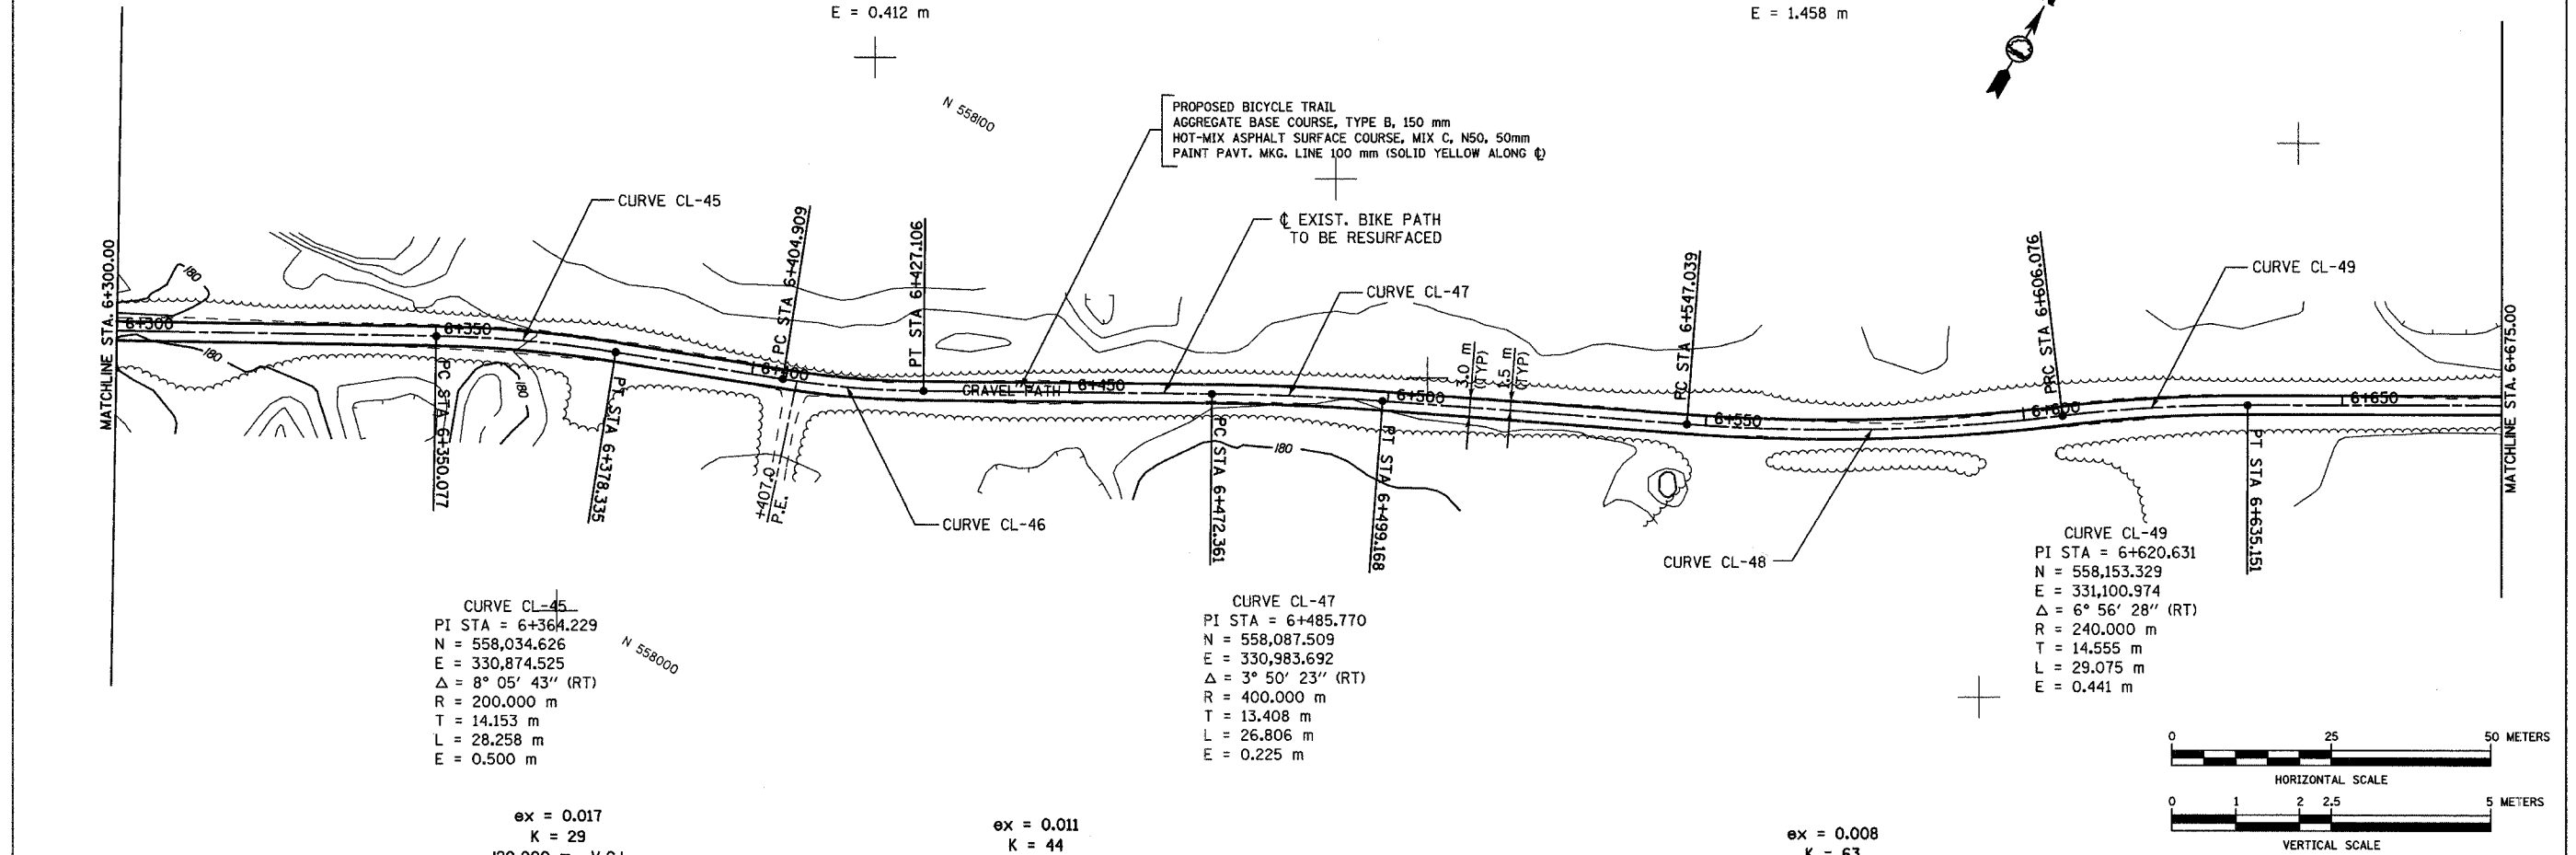 E = 0.412 m
E = 1.458 m
N 558100
PROPOSED BICYCLE TRAIL
AGGREGATE BASE COURSE, TYPE B, 150 mm
HOT-MIX ASPHALT SURFACE COURSE, MIX C, N50, 50mm
PAINT PAVT. MKG. LINE 100 mm (SOLID YELLOW ALONG ℄)
CURVE CL-45
℄ EXIST. BIKE PATH
TO BE RESURFACED
CURVE CL-47
CURVE CL-49
MATCHLINE STA. 6+300.00
180
6+300
180
6+350
PC STA 6+350.077
180
PT STA 6+378.335
PC STA 6+404.909
6+400
+407.0
P.E.
PT STA 6+427.106
GRAVEL PATH
6+450
PC STA 6+472.361
180
PT STA 6+499.168
6+500
3.0 m
(TYP)
1.5 m
(TYP)
PC STA 6+547.039
6+550
PRC STA 6+606.076
6+600
6+650
PT STA 6+635.151
MATCHLINE STA. 6+675.00
CURVE CL-46
CURVE CL-48
CURVE CL-45
PI STA = 6+364.229
N = 558,034.626
E = 330,874.525
Δ = 8° 05' 43'' (RT)
R = 200.000 m
T = 14.153 m
L = 28.258 m
E = 0.500 m
N 558000
CURVE CL-47
PI STA = 6+485.770
N = 558,087.509
E = 330,983.692
Δ = 3° 50' 23'' (RT)
R = 400.000 m
T = 13.408 m
L = 26.806 m
E = 0.225 m
CURVE CL-49
PI STA = 6+620.631
N = 558,153.329
E = 331,100.974
Δ = 6° 56' 28'' (RT)
R = 240.000 m
T = 14.555 m
L = 29.075 m
E = 0.441 m
0 25 50 METERS
HORIZONTAL SCALE
0 1 2 2.5 5 METERS
VERTICAL SCALE
ex = 0.017
K = 29
ex = 0.011
K = 44
ex = 0.008
K = 63